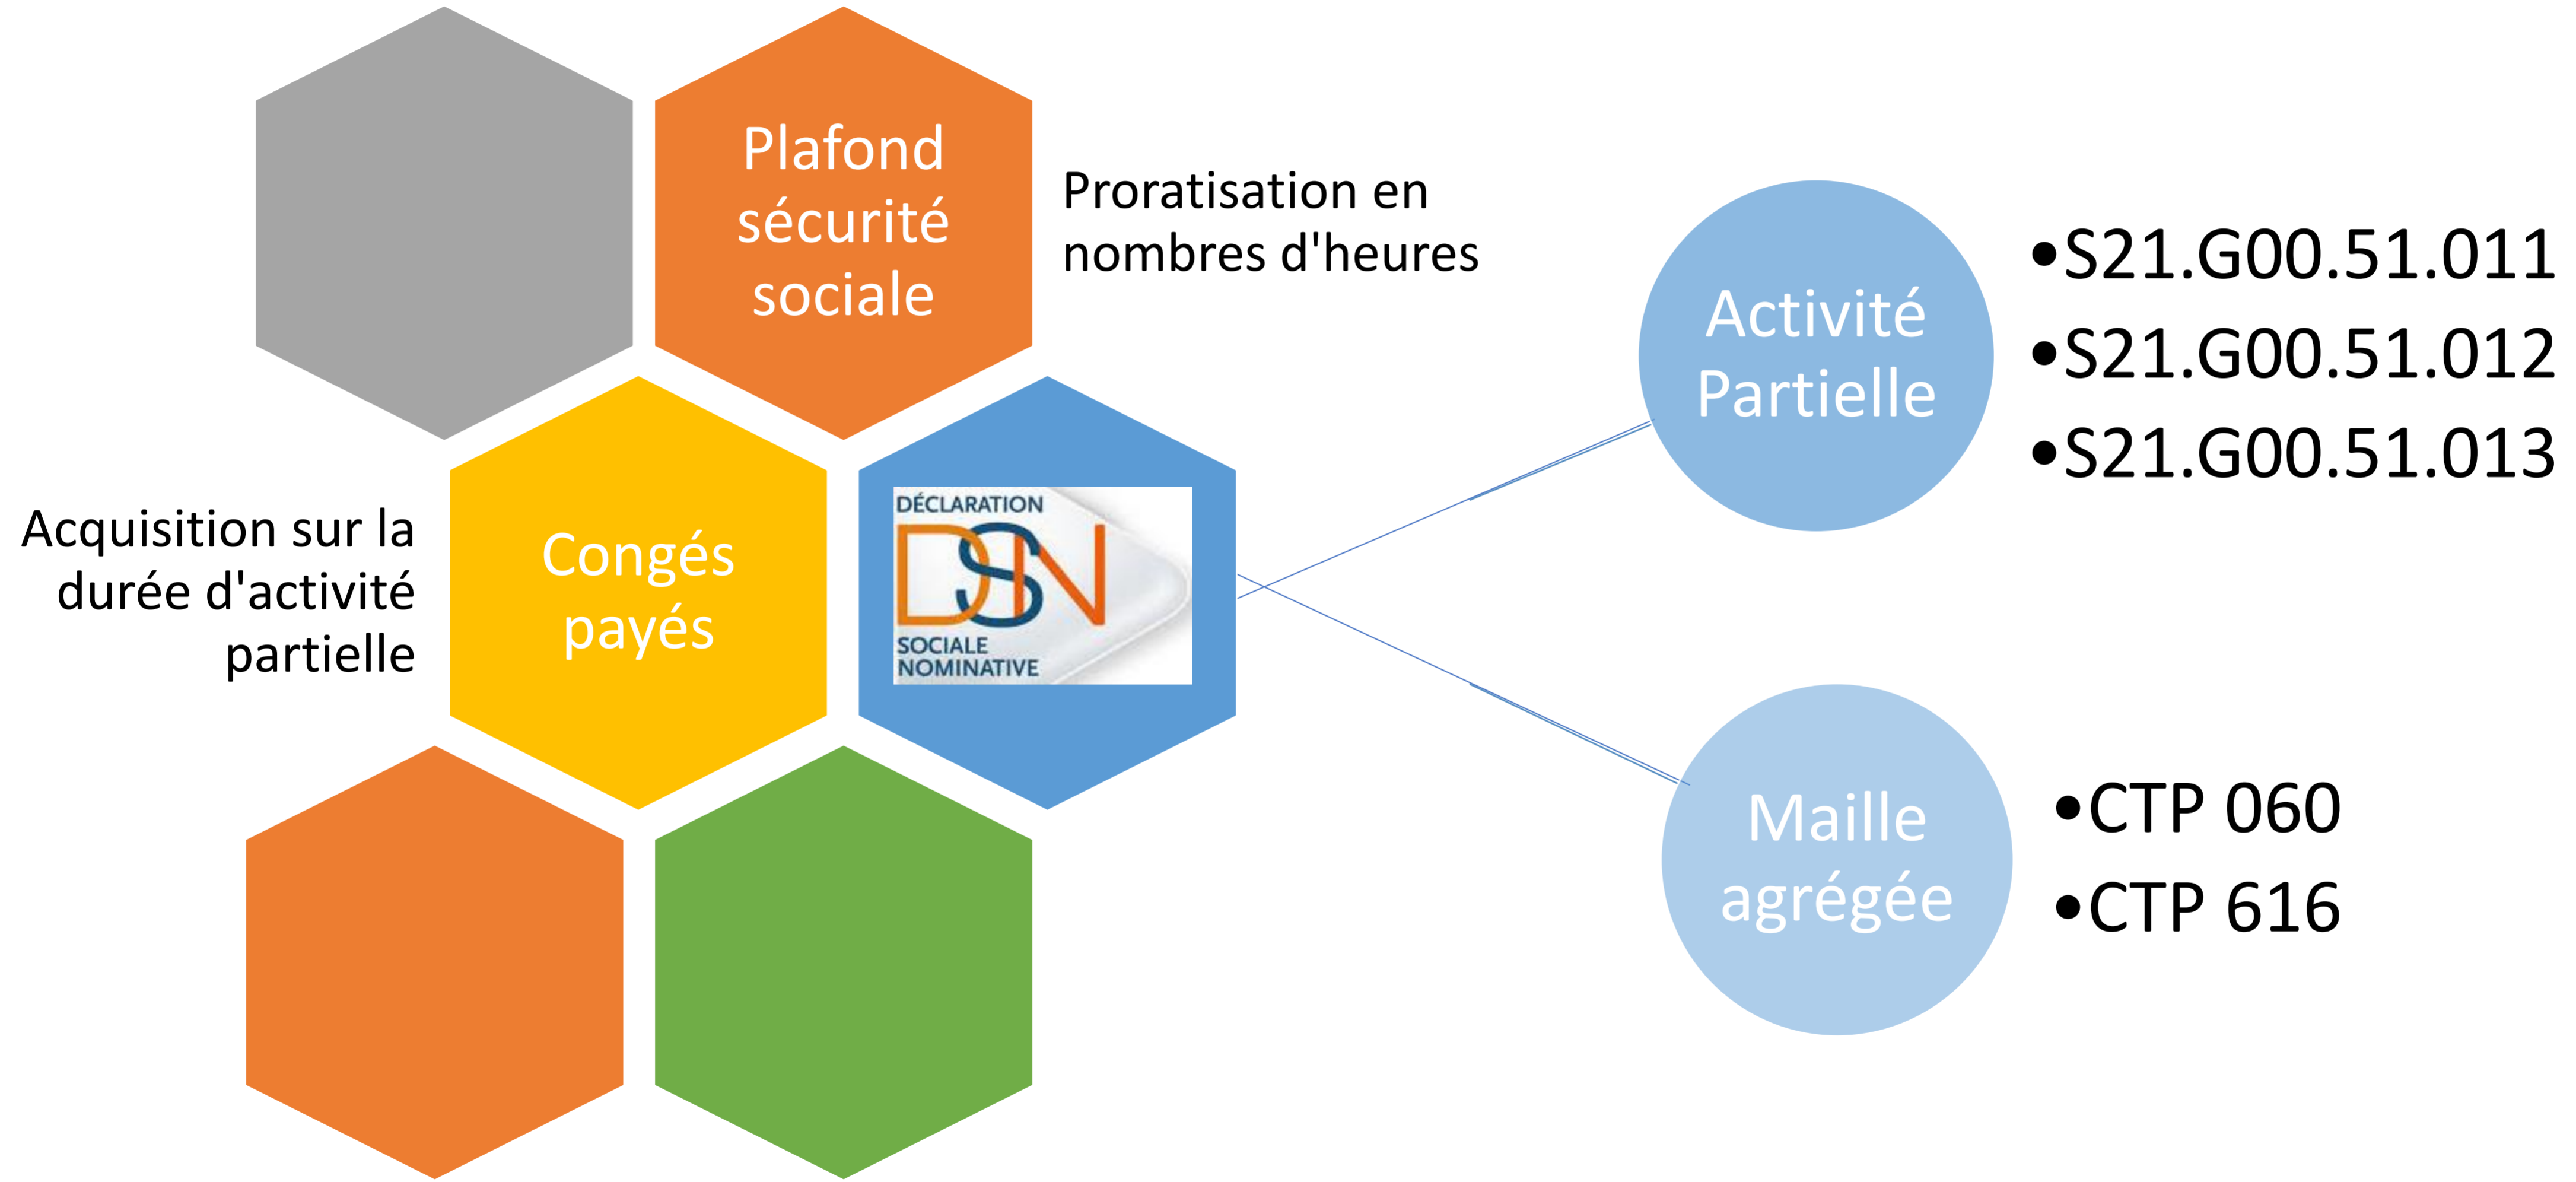 Plafond
sécurité
sociale
Proratisation en
nombres d'heures
Acquisition sur la
durée d'activité
partielle
Congés
payés
DÉCLARATION
DSN
SOCIALE
NOMINATIVE
Activité
Partielle
•S21.G00.51.011
•S21.G00.51.012
•S21.G00.51.013
Maille
agrégée
•CTP 060
•CTP 616